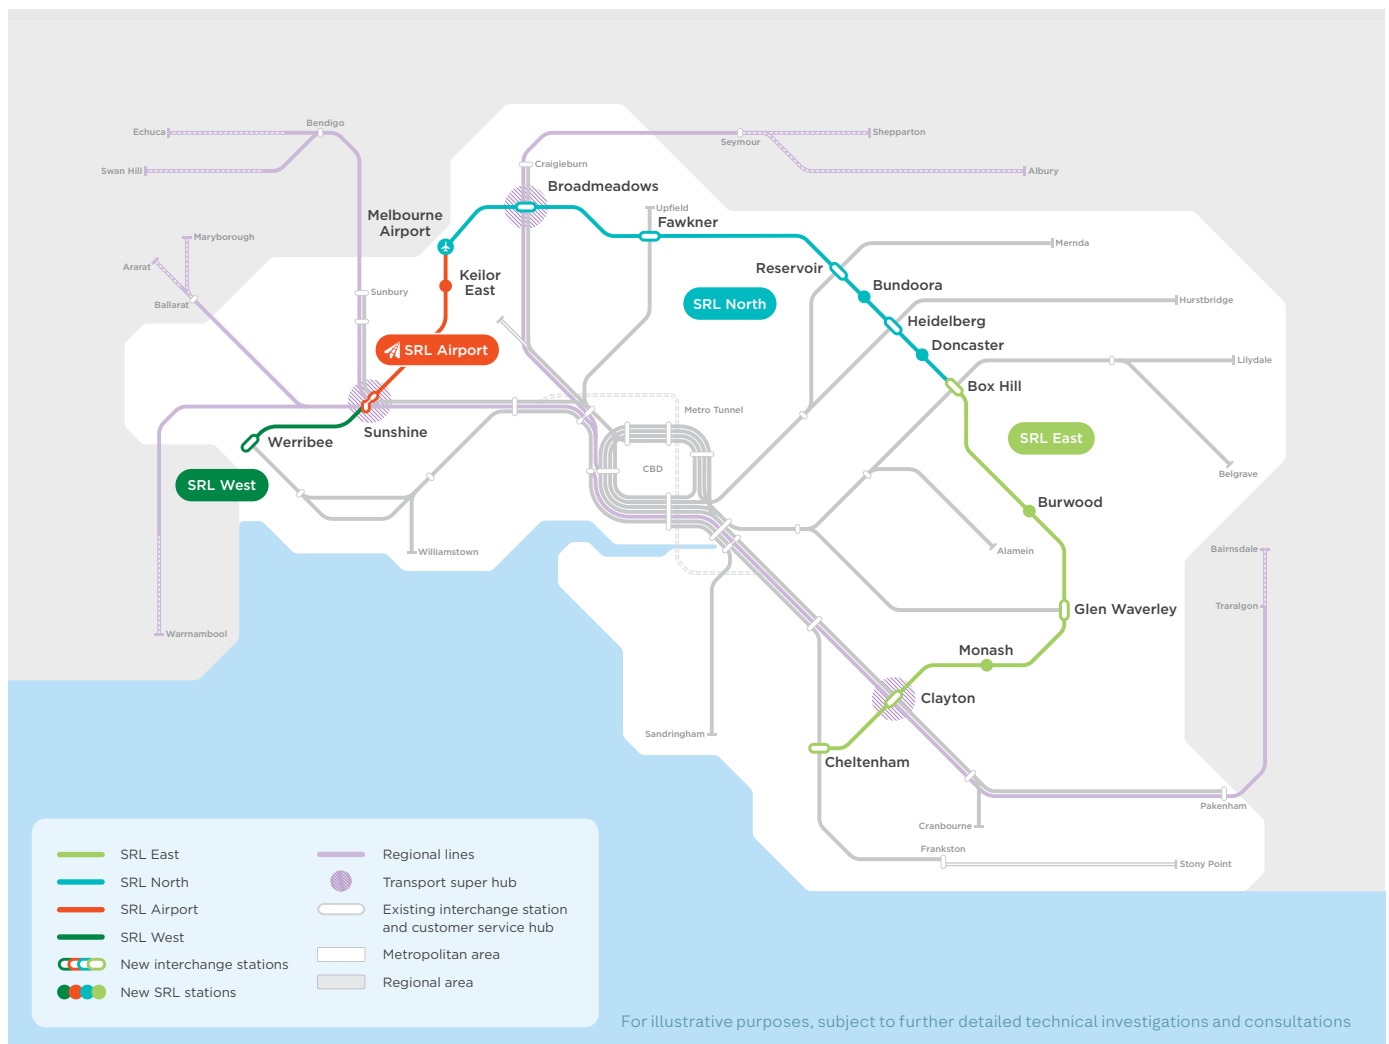 Echuca
Bendigo
Swan Hill
Craigieburn
Seymour
Shepparton
Albury
Broadmeadows
Upfield
Melbourne
Airport
Fawkner
Maryborough
Ararat
Ballarat
Sunbury
Keilor
East
Reservoir
Mernda
Bundoora
SRL North
Hurstbridge
Heidelberg
SRL Airport
Doncaster
Lilydale
Box Hill
Metro Tunnel
Sunshine
Werribee
SRL East
CBD
Belgrave
SRL West
Burwood
Williamstown
Alamein
Bairnsdale
Traralgon
Glen Waverley
Warrnambool
Monash
Clayton
Sandringham
Cheltenham
Pakenham
Cranbourne
Frankston
Stony Point
SRL East
SRL North
SRL Airport
SRL West
New interchange stations
New SRL stations
Regional lines
Transport super hub
Existing interchange station
and customer service hub
Metropolitan area
Regional area
For illustrative purposes, subject to further detailed technical investigations and consultations